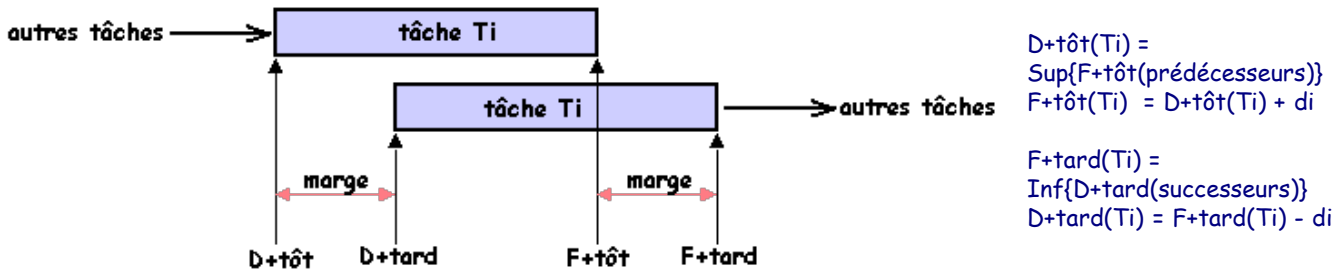 autres tâches
tâche Ti
tâche Ti
autres tâches
marge
marge
D+tôt
D+tard
F+tôt
F+tard
D+tôt(Ti) =
Sup{F+tôt(prédécesseurs)}
F+tôt(Ti) = D+tôt(Ti) + di
F+tard(Ti) =
Inf{D+tard(successeurs)}
D+tard(Ti) = F+tard(Ti) - di